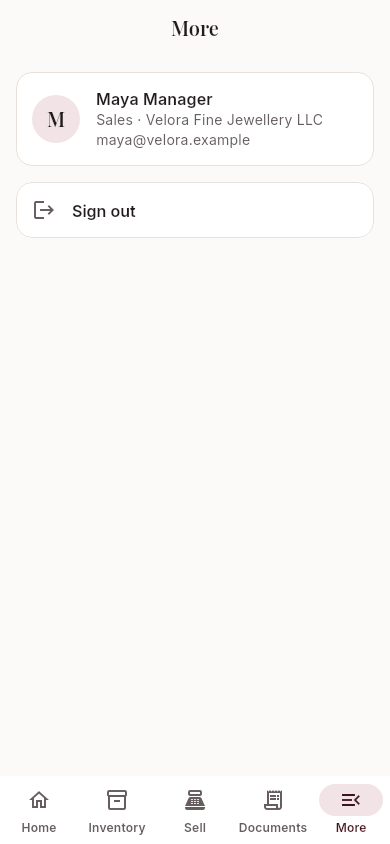 More
M
Maya Manager
Sales · Velora Fine Jewellery LLC
maya@velora.example
Sign out
Home
Inventory
Sell
Documents
More